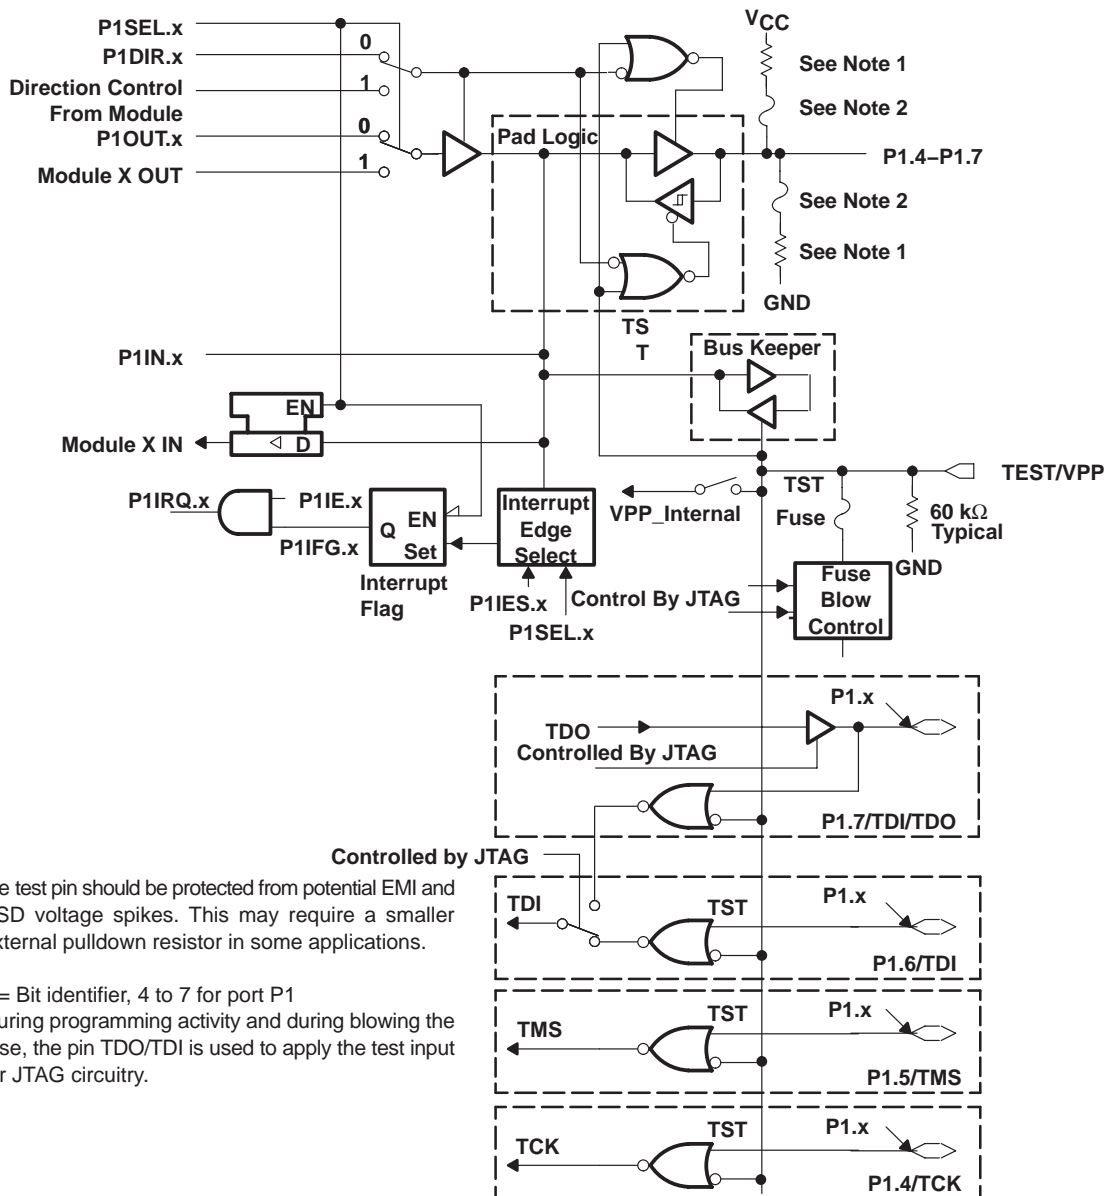 P1SEL.x
P1DIR.x
Direction Control
From Module
P1OUT.x
Module X OUT
0
1
0
1
Pad Logic
VCC
See Note 1
See Note 2
P1.4–P1.7
See Note 2
See Note 1
GND
TS
T
P1IN.x
Bus Keeper
EN
D
Module X IN
TEST/VPP
TST
Fuse
60 kΩ
Typical
GND
VPP_Internal
P1IRQ.x
P1IE.x
P1IFG.x
Q
EN
Set
Interrupt
Flag
Interrupt
Edge
Select
P1IES.x
P1SEL.x
Control By JTAG
Fuse
Blow
Control
P1.x
TDO
Controlled By JTAG
P1.7/TDI/TDO
Controlled by JTAG
TDI
TST
P1.x
P1.6/TDI
TMS
TST
P1.x
P1.5/TMS
TCK
TST
P1.x
P1.4/TCK
e test pin should be protected from potential EMI and
SD voltage spikes. This may require a smaller
xternal pulldown resistor in some applications.
= Bit identifier, 4 to 7 for port P1
uring programming activity and during blowing the
se, the pin TDO/TDI is used to apply the test input
r JTAG circuitry.